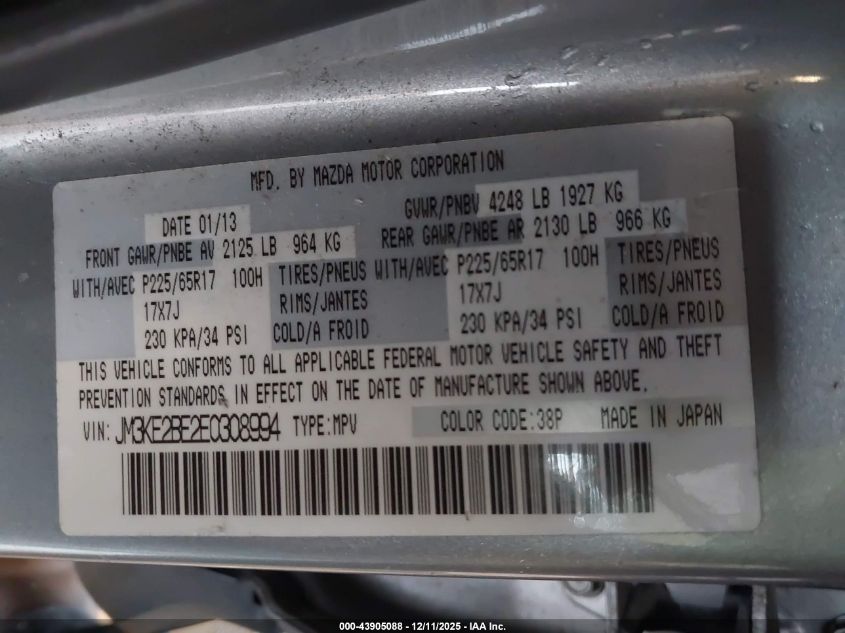 MFD. BY MAZDA MOTOR CORPORATION
DATE 01/13 GVWR/PNBV 4248 LB 1927 KG
FRONT GAWR/PNBE AV 2125 LB 964 KG REAR GAWR/PNBE AR 2130 LB 966 KG
WITH/AVEC P225/65R17 100H TIRES/PNEUS WITH/AVEC P225/65R17 100H TIRES/PNEUS
17X7J RIMS/JANTES 17X7J RIMS/JANTES
230 KPA/34 PSI COLD/A FROID 230 KPA/34 PSI COLD/A FROID
THIS VEHICLE CONFORMS TO ALL APPLICABLE FEDERAL MOTOR VEHICLE SAFETY AND THEFT
PREVENTION STANDARDS IN EFFECT ON THE DATE OF MANUFACTURE SHOWN ABOVE.
VIN: JM3KE2BE2E0308994 TYPE:MPV COLOR CODE:38P MADE IN JAPAN
000-43905088 - 12/11/2025 - IAA Inc.